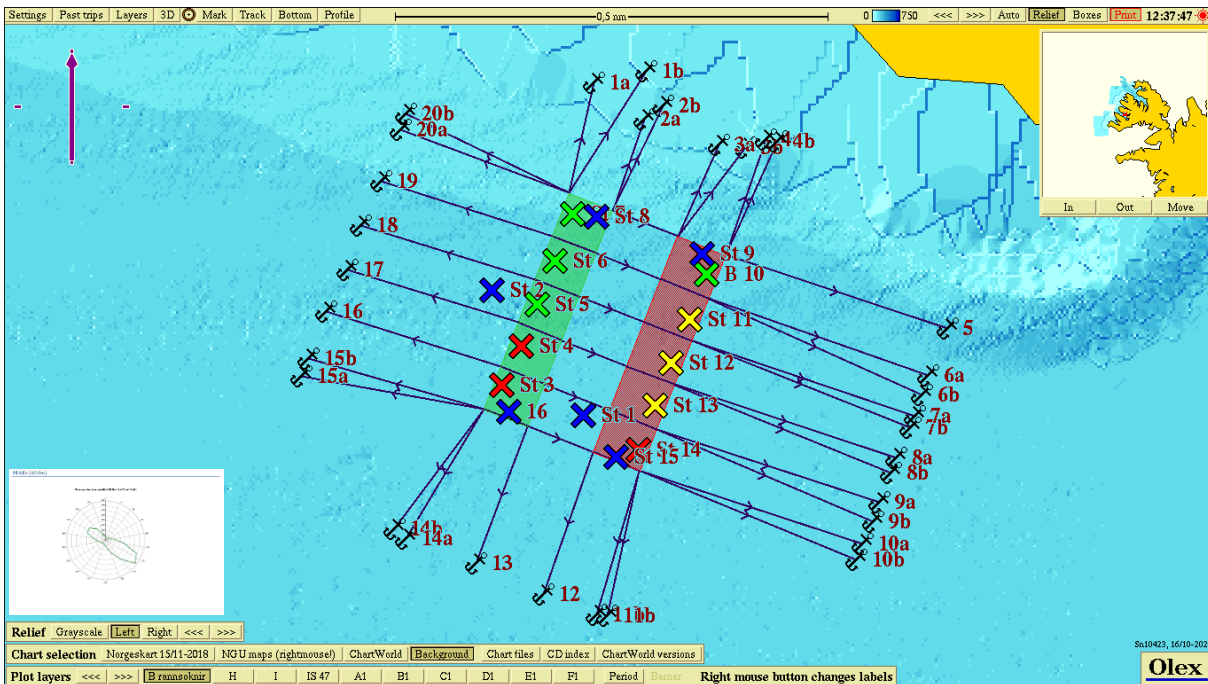 Settings Past trips Layers 3D Mark Track Bottom Profile 0,5 nm 0 750 <<< >>> Auto Relief Boxes Print 12:37:47
1a
1b
2b
2a
20b
20a
3a
4b
19
St 8
18
St 9
In Out Move
St 6
B 10
St 2
17
St 5
St 11
5
16
St 4
St 12
15b
6a
15a
St 3
6b
16
St 1
St 13
7a
7b
St 14
St 15
8a
8b
9a
9b
14b
14a
10a
10b
13
12
Relief Grayscale Left Right <<< >>>
Chart selection Norgeskart 15/11-2018 NGU maps (rightmouse!) ChartWorld Background Chart files CD index ChartWorld versions
Olex
Plot layers <<< >>> Brannsoknir H I IS 47 A1 B1 C1 D1 E1 F1 Period Berner Right mouse button changes labels